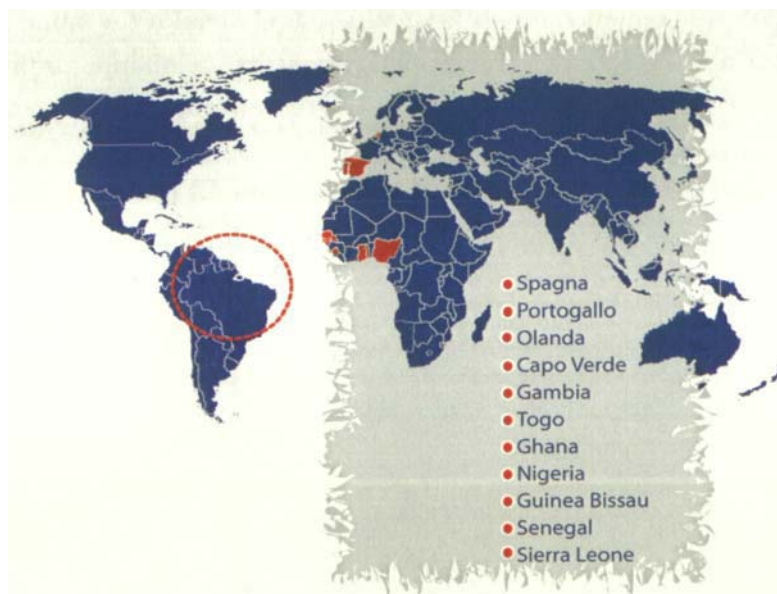 Spagna
Portogallo
Olanda
Capo Verde
Gambia
Togo
Ghana
Nigeria
Guinea Bissau
Senegal
Sierra Leone